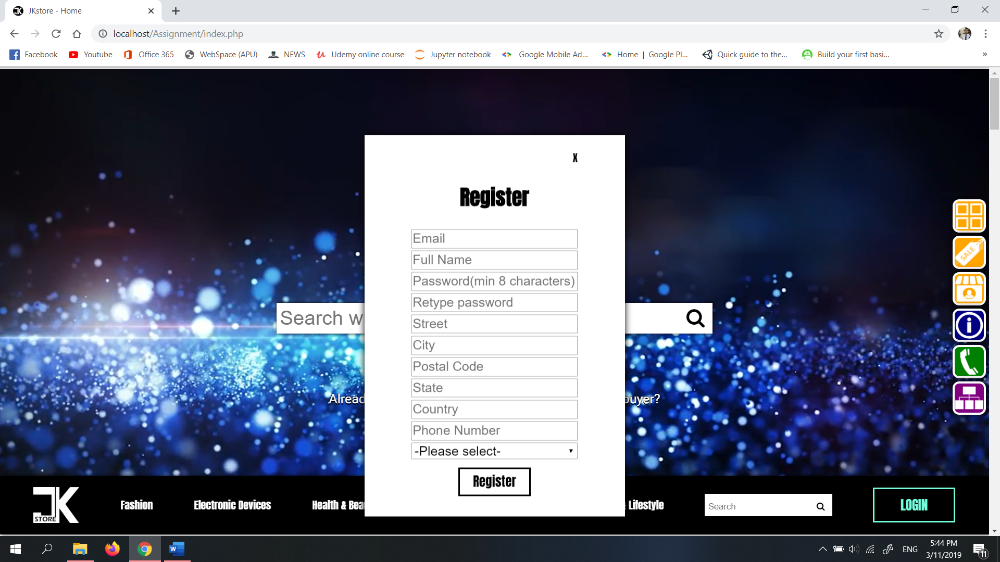 JKstore - Home
localhost/Assignment/index.php
Facebook Youtube Office 365 WebSpace (APU) NEWS Udemy online course Jupyter notebook Google Mobile Ad... Home | Google Pl... Quick guide to the... Build your first basi... »
X
Register
Email
Full Name
Password(min 8 characters)
Retype password
Search w
Street
City
Postal Code
State
Alread
buyer?
Country
Phone Number
-Please select-
Register
SALE
JK STORE
Fashion Electronic Devices Health & Beau Lifestyle Search LOGIN
W ENG 5:44 PM
3/11/2019
11